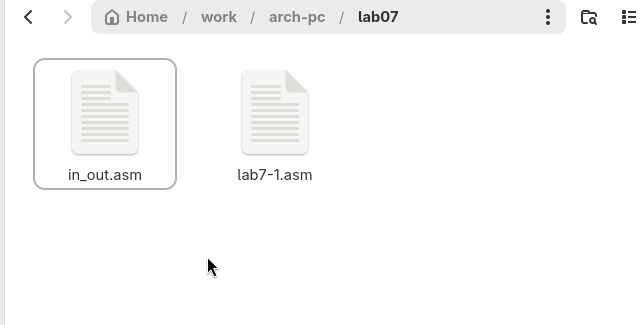 Home / work / arch-pc / lab07
in_out.asm
lab7-1.asm